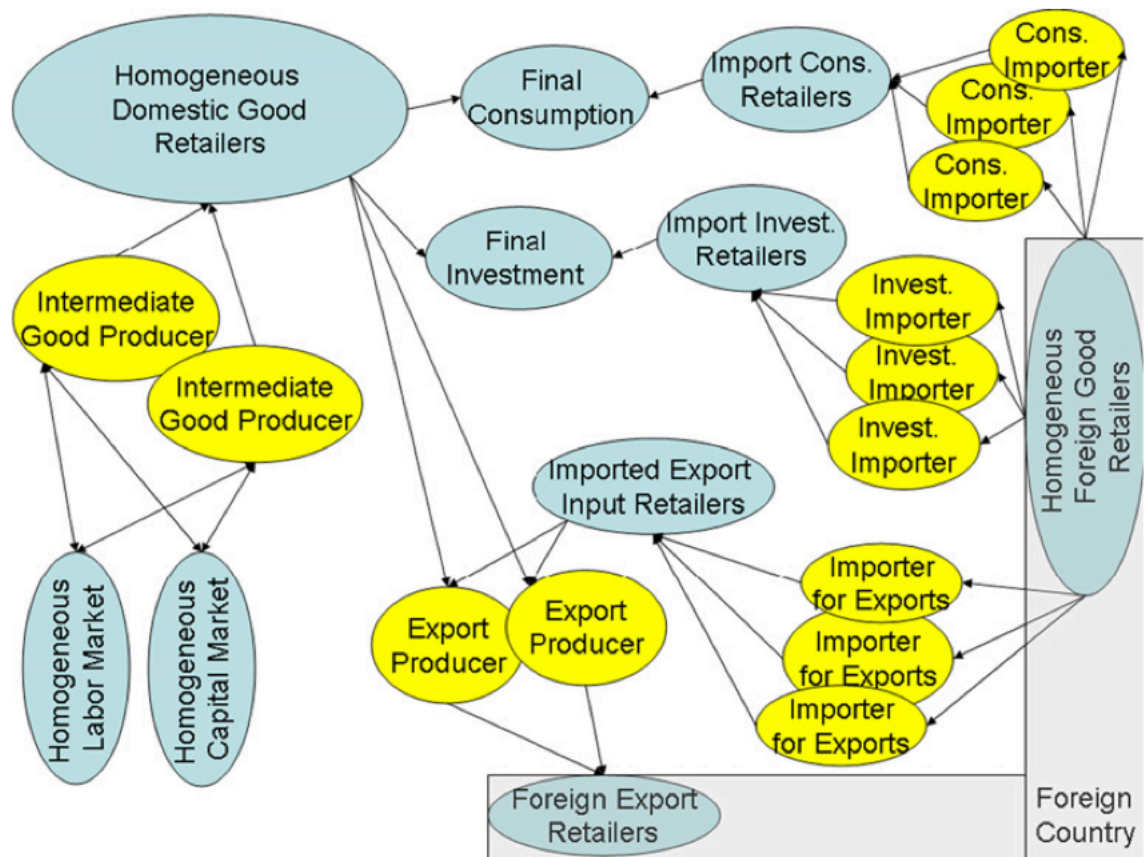 Homogeneous
Domestic Good
Retailers
Final
Consumption
Import Cons.
Retailers
Cons.
Importer
Cons.
Importer
Cons.
Importer
Final
Investment
Import Invest.
Retailers
Intermediate
Good Producer
Intermediate
Good Producer
Invest.
Importer
Invest.
Importer
Invest.
Importer
Homogeneous
Foreign Good
Retailers
Imported Export
Input Retailers
Homogeneous
Labor Market
Homogeneous
Capital Market
Export
Producer
Export
Producer
Importer
for Exports
Importer
for Exports
Importer
for Exports
Foreign Export
Retailers
Foreign
Country